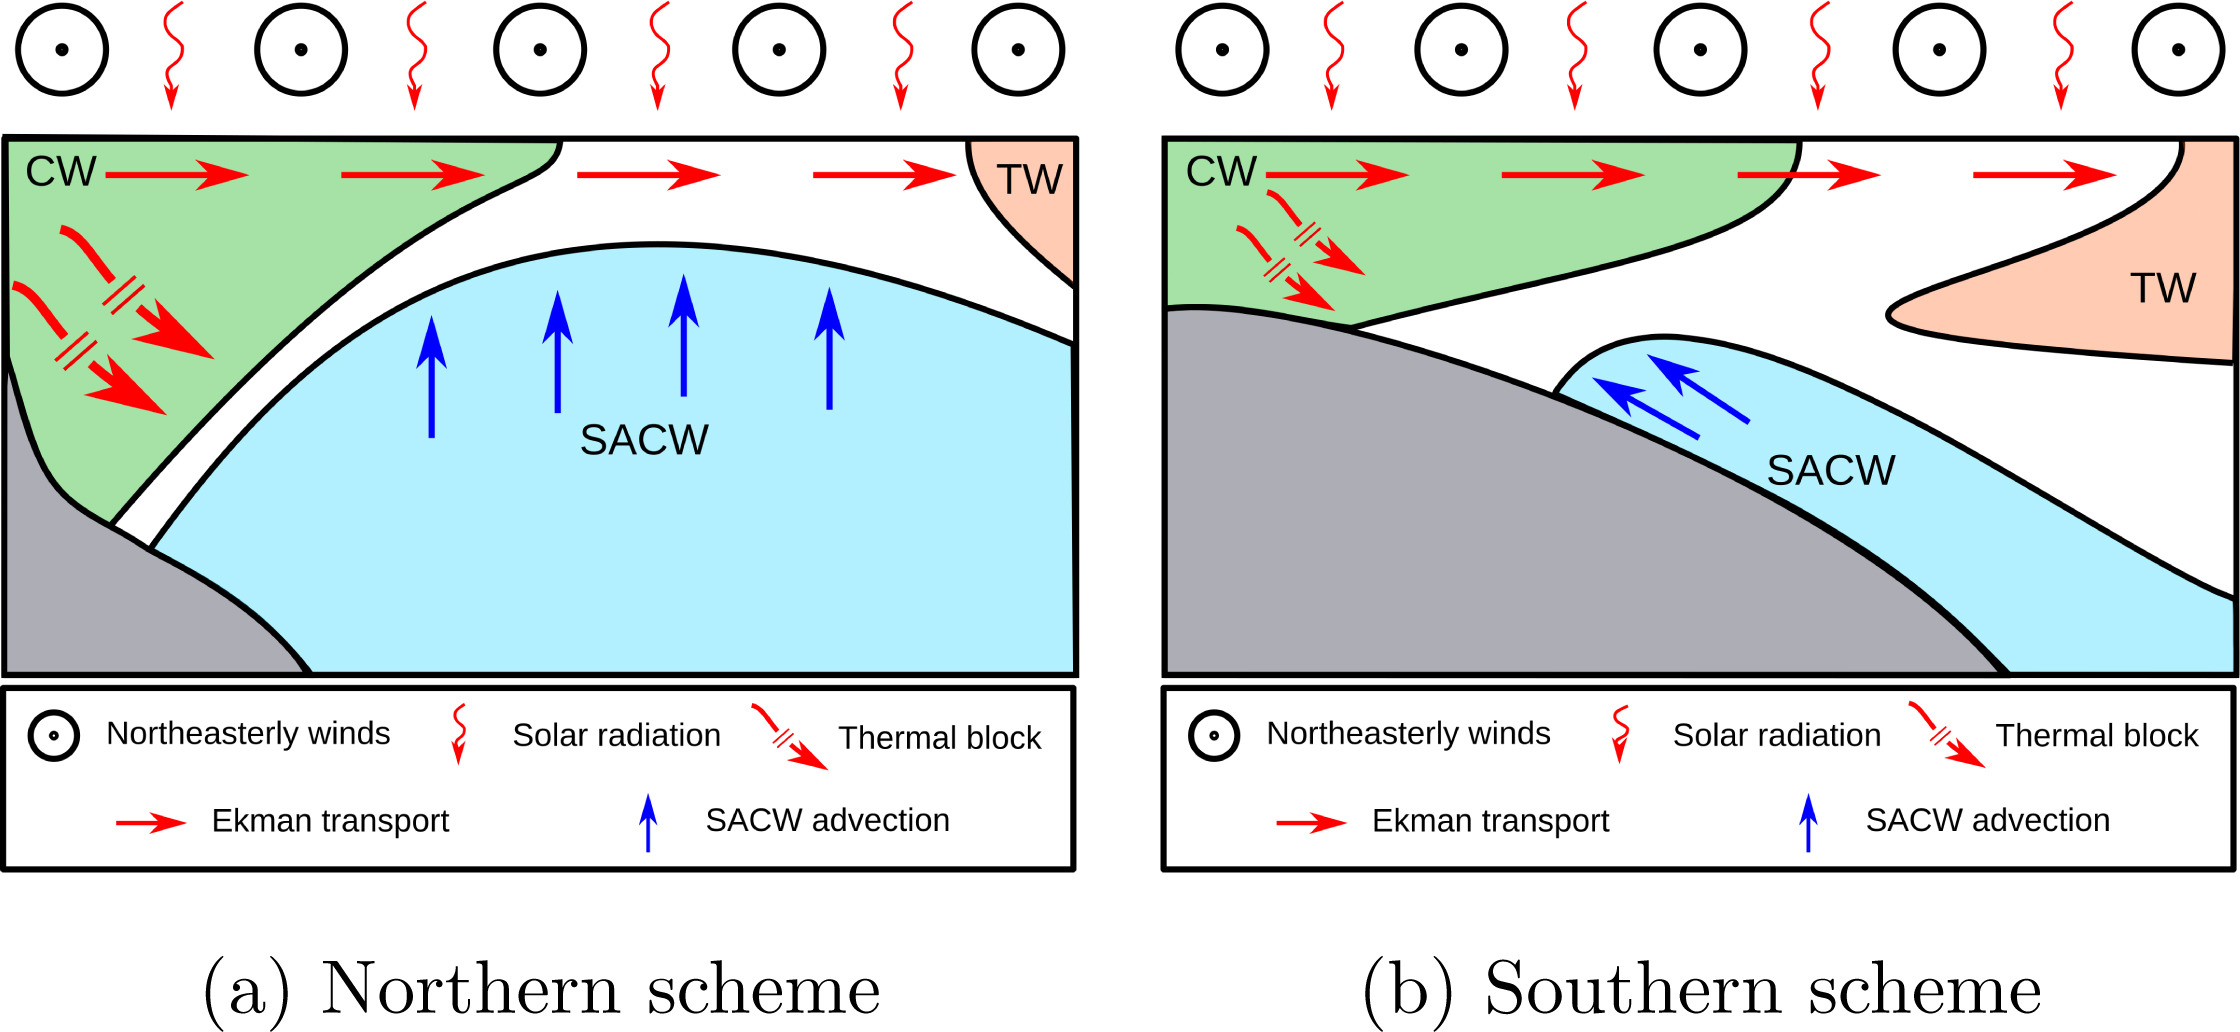 CW
TW
SACW
Northeasterly winds
Solar radiation
Thermal block
Ekman transport
SACW advection
(a) Northern scheme
CW
TW
SACW
Northeasterly winds
Solar radiation
Thermal block
Ekman transport
SACW advection
(b) Southern scheme